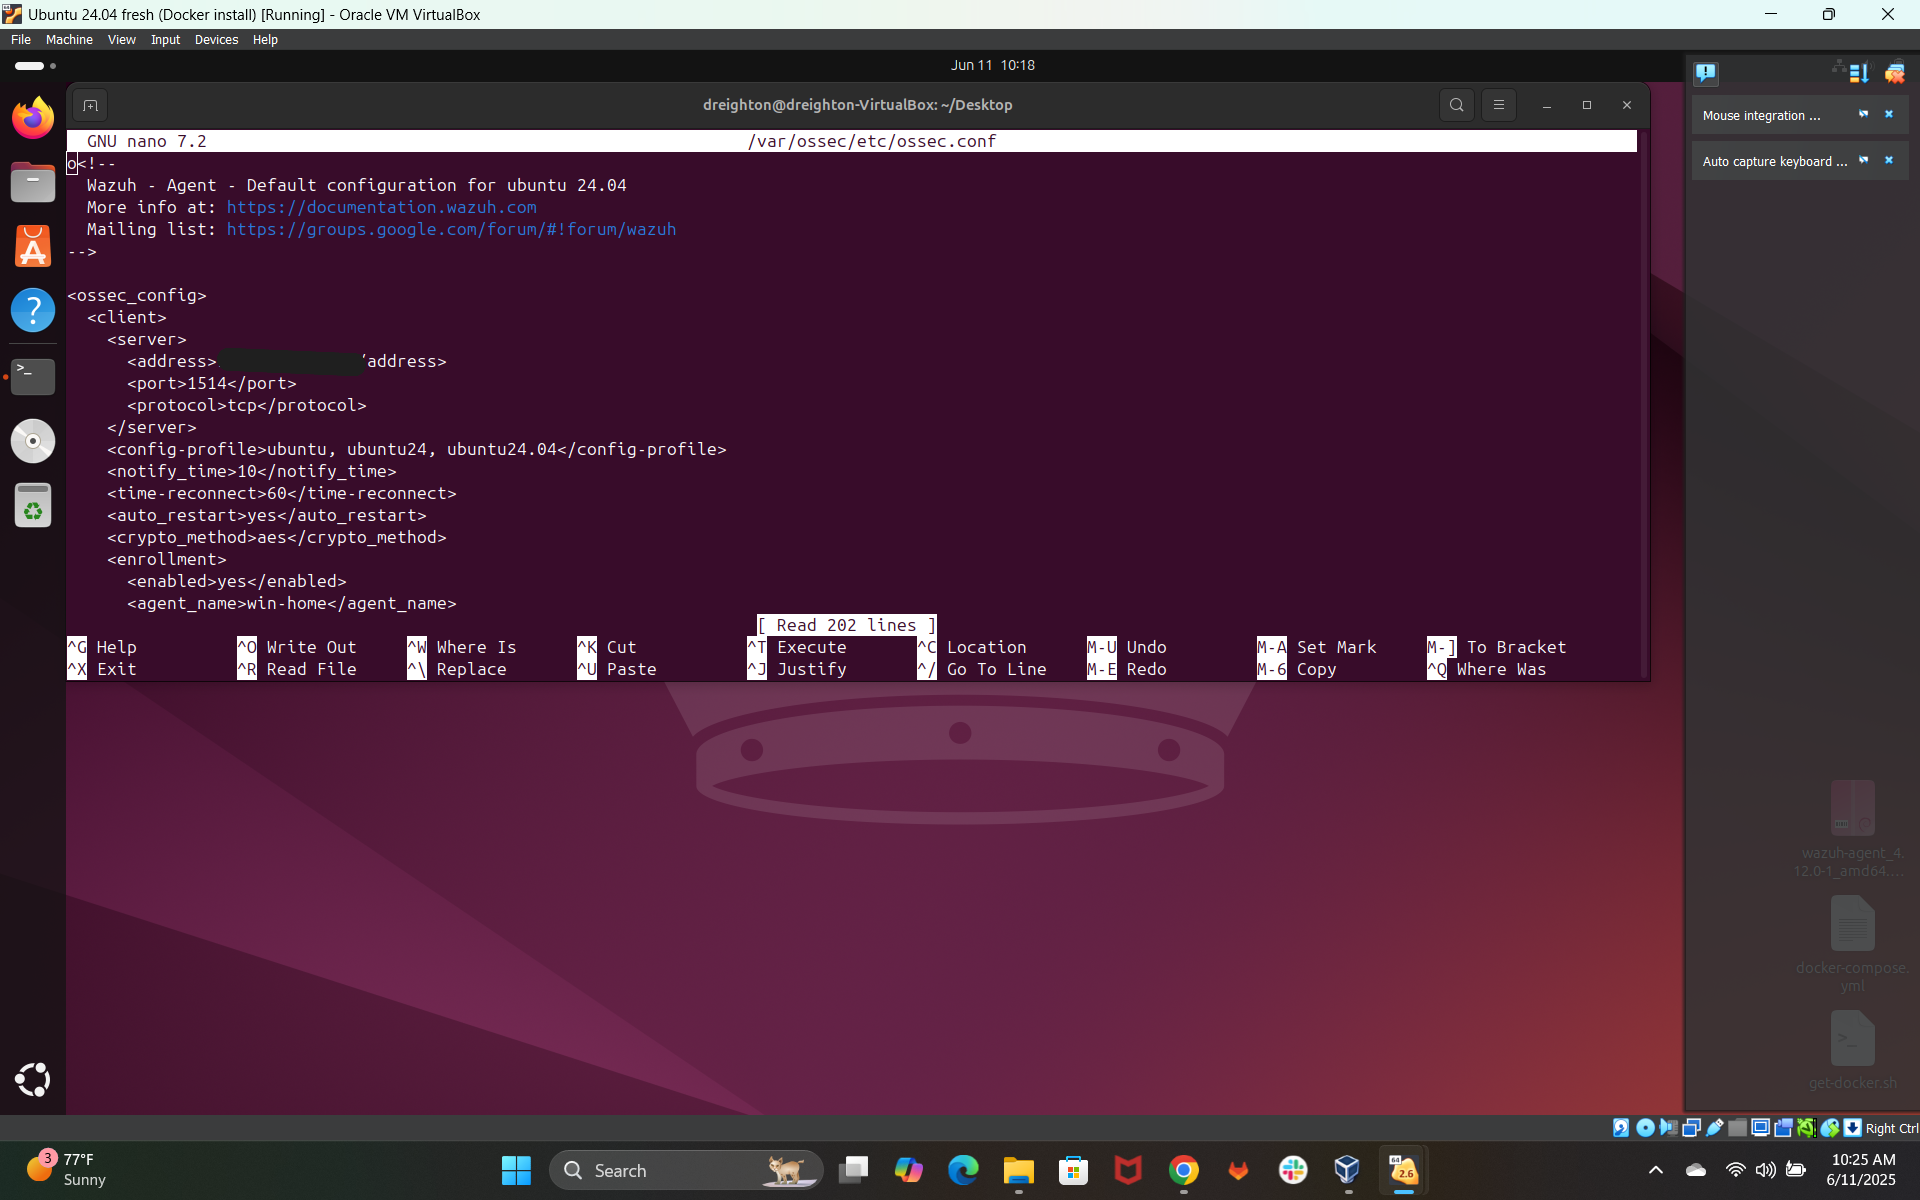 Ubuntu 24.04 fresh (Docker install) [Running] - Oracle VM VirtualBox
File Machine View Input Devices Help
Jun 11 10:18
dreighton@dreighton-VirtualBox: ~/Desktop
Mouse integration ...
Auto capture keyboard ...
GNU nano 7.2 /var/ossec/etc/ossec.conf
o<!--
Wazuh - Agent - Default configuration for ubuntu 24.04
More info at: https://documentation.wazuh.com
Mailing list: https://groups.google.com/forum/#!forum/wazuh
-->
<ossec_config>
<client>
<server>
<address> address>
<port>1514</port>
<protocol>tcp</protocol>
</server>
<config-profile>ubuntu, ubuntu24, ubuntu24.04</config-profile>
<notify_time>10</notify_time>
<time-reconnect>60</time-reconnect>
<auto_restart>yes</auto_restart>
<crypto_method>aes</crypto_method>
<enrollment>
<enabled>yes</enabled>
<agent_name>win-home</agent_name>
[ Read 202 lines ]
^G Help ^O Write Out ^W Where Is ^K Cut ^T Execute ^C Location M-U Undo M-A Set Mark M-] To Bracket
^X Exit ^R Read File ^\ Replace ^U Paste ^J Justify ^/ Go To Line M-E Redo M-6 Copy ^Q Where Was
wazuh-agent_4.
12.0-1_amd64....
docker-compose.
yml
get-docker.sh
Right Ctrl
3
77°F
Sunny
Search
64
2.6
10:25 AM
6/11/2025